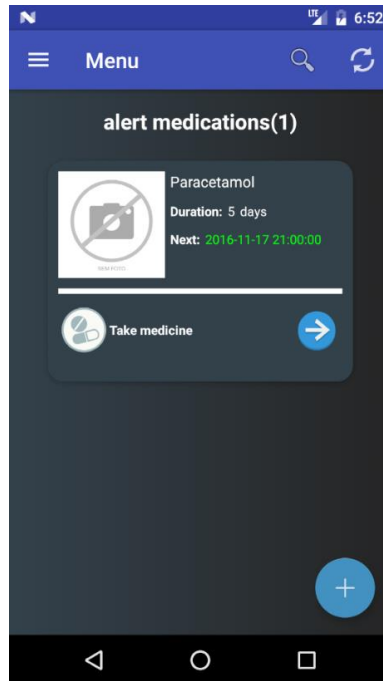 LTE 6:52
Menu
alert medications(1)
Paracetamol
Duration: 5 days
Next: 2016-11-17 21:00:00
Take medicine